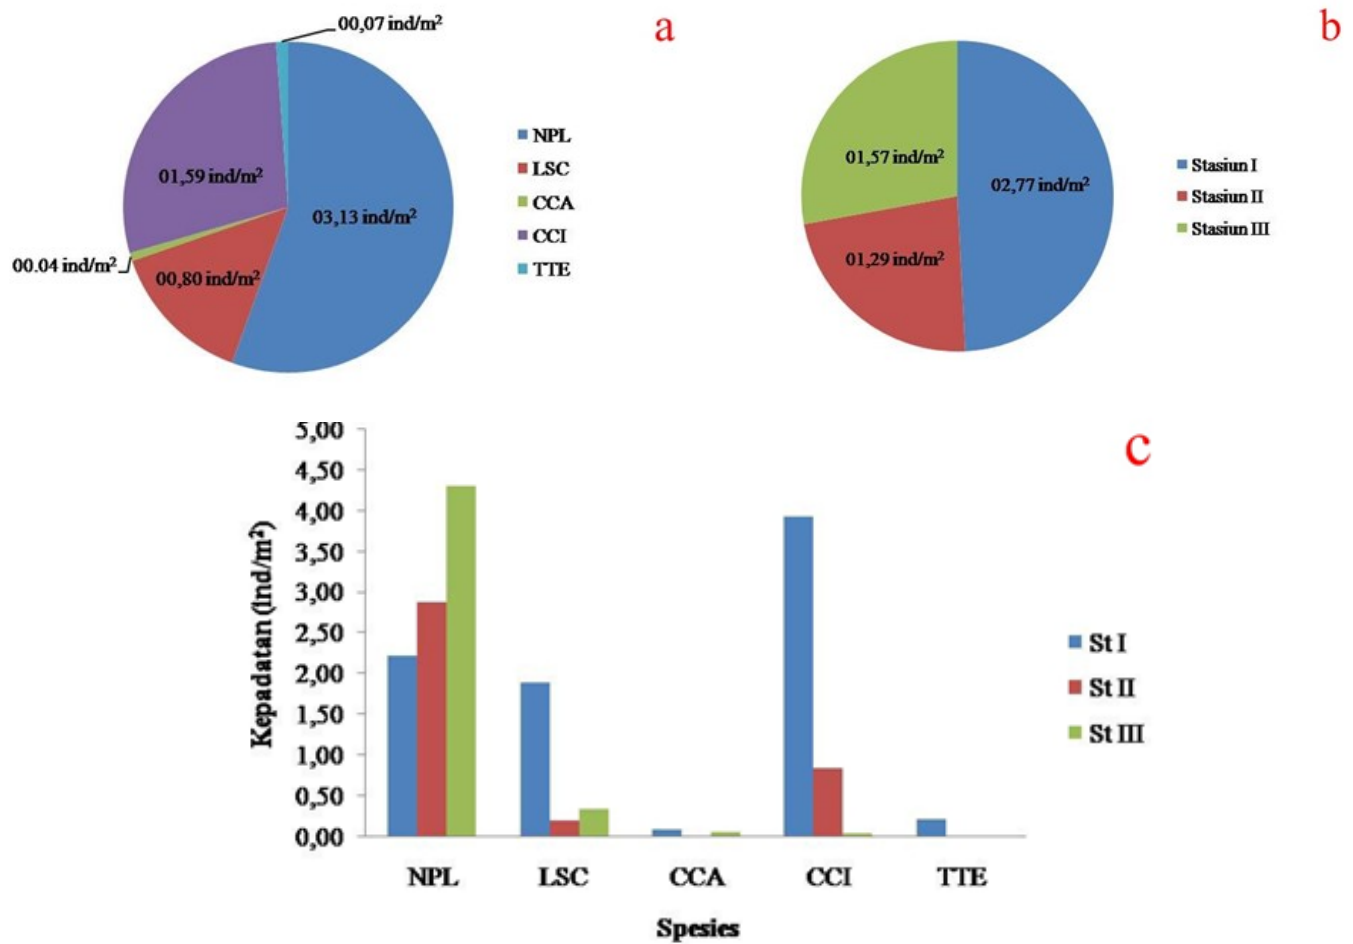 00,07 ind/m²
a
01,59 ind/m²
03,13 ind/m²
00.04 ind/m²
00,80 ind/m²
NPL
LSC
CCA
CCI
TTE
b
01,57 ind/m²
02,77 ind/m²
01,29 ind/m²
Stasiun I
Stasiun II
Stasiun III
c
Kepadatan (Ind/m²)
5,00
4,50
4,00
3,50
3,00
2,50
2,00
1,50
1,00
0,50
0,00
NPL LSC CCA CCI TTE
Spesies
St I
St II
St III